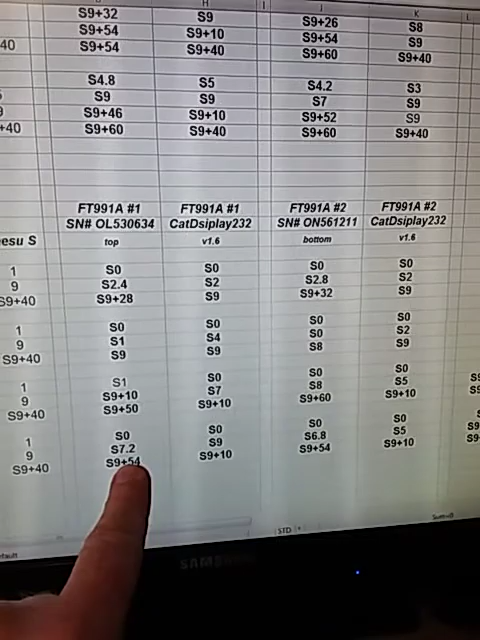 H J K L
S9+32 S9 S9+26 S8
S9+54 S9+10 S9+54 S9
40 S9+54 S9+40 S9+60 S9+40
S4.8 S5 S4.2 S3
S9 S9 S7 S9
9 S9+46 S9+10 S9+52 S9
+40 S9+60 S9+40 S9+60 S9+40
FT991A #1 FT991A #1 FT991A #2 FT991A #2
SN# OL530634 CatDsiplay232 SN# ON561211 CatDsiplay232
esu S top v1.6 bottom v1.6
1 S0 S0 S0 S0
9 S2.4 S2 S2.8 S2
S9+40 S9+28 S9 S9+32 S9
1 S0 S0 S0 S0
9 S1 S4 S0 S2
S9+40 S9 S9 S8 S9
1 S1 S0 S0 S0
9 S9+10 S7 S8 S5
S9+40 S9+50 S9+10 S9+60 S9+10
1 S0 S0 S0 S0
9 S7.2 S9 S6.8 S5
S9+40 S9+54 S9+10 S9+54 S9+10
STD
SAMSUNG